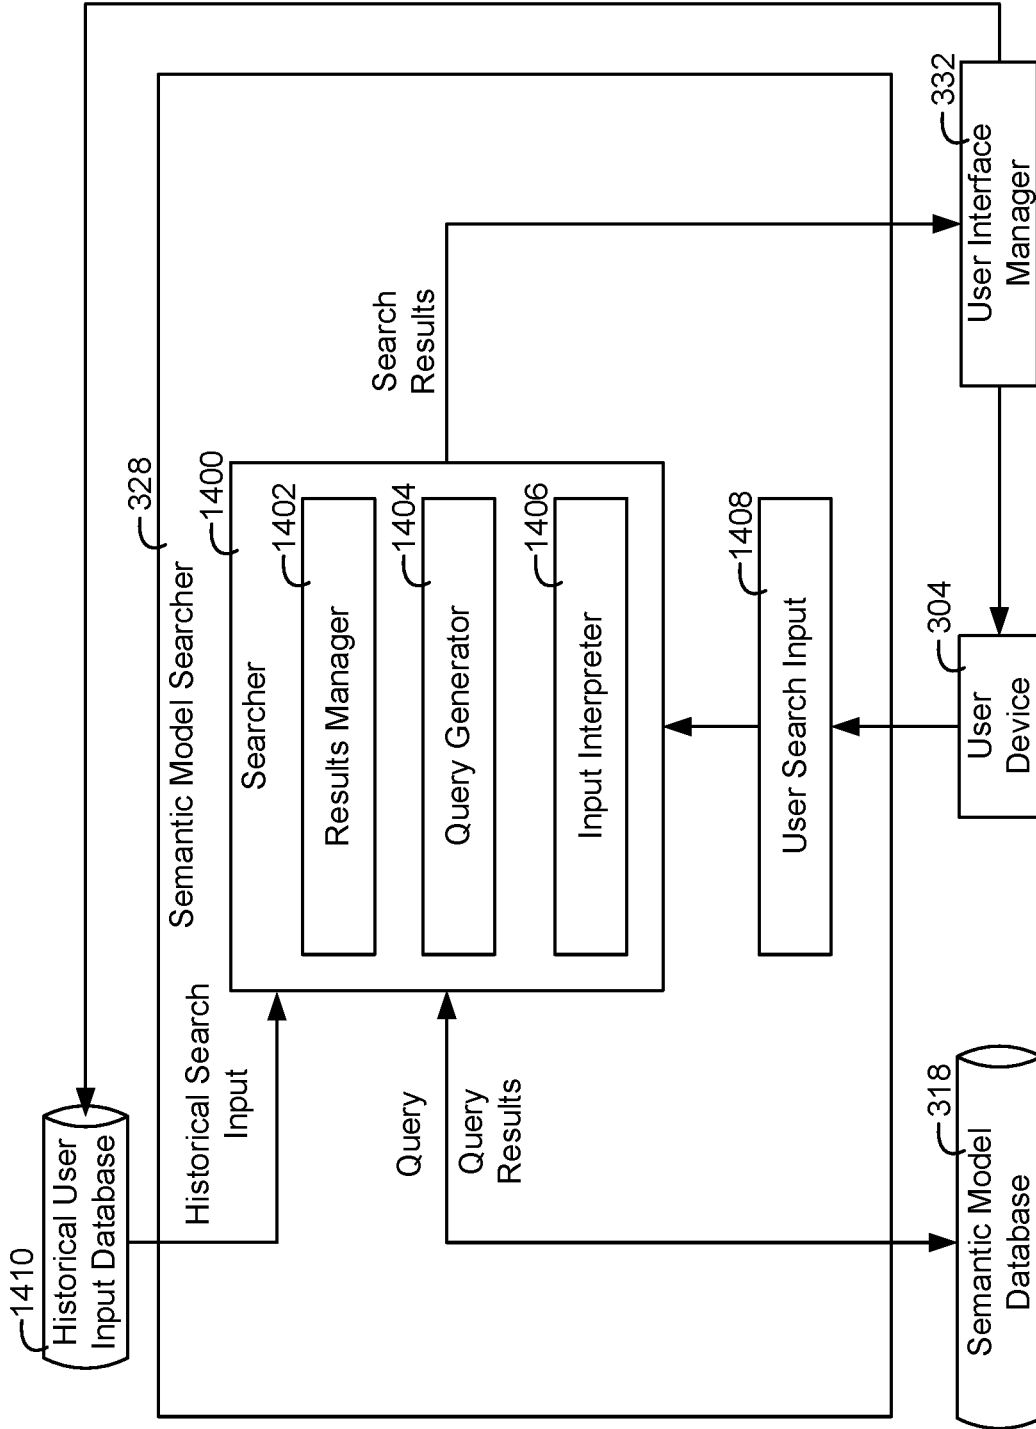 1410
Historical User
Input Database
328
Semantic Model Searcher
Historical Search
Input
1400
Searcher
1402
Results Manager
1404
Query Generator
1406
Input Interpreter
Search
Results
Query
Query
Results
1408
User Search Input
318
Semantic Model
Database
304
User
Device
332
User Interface
Manager